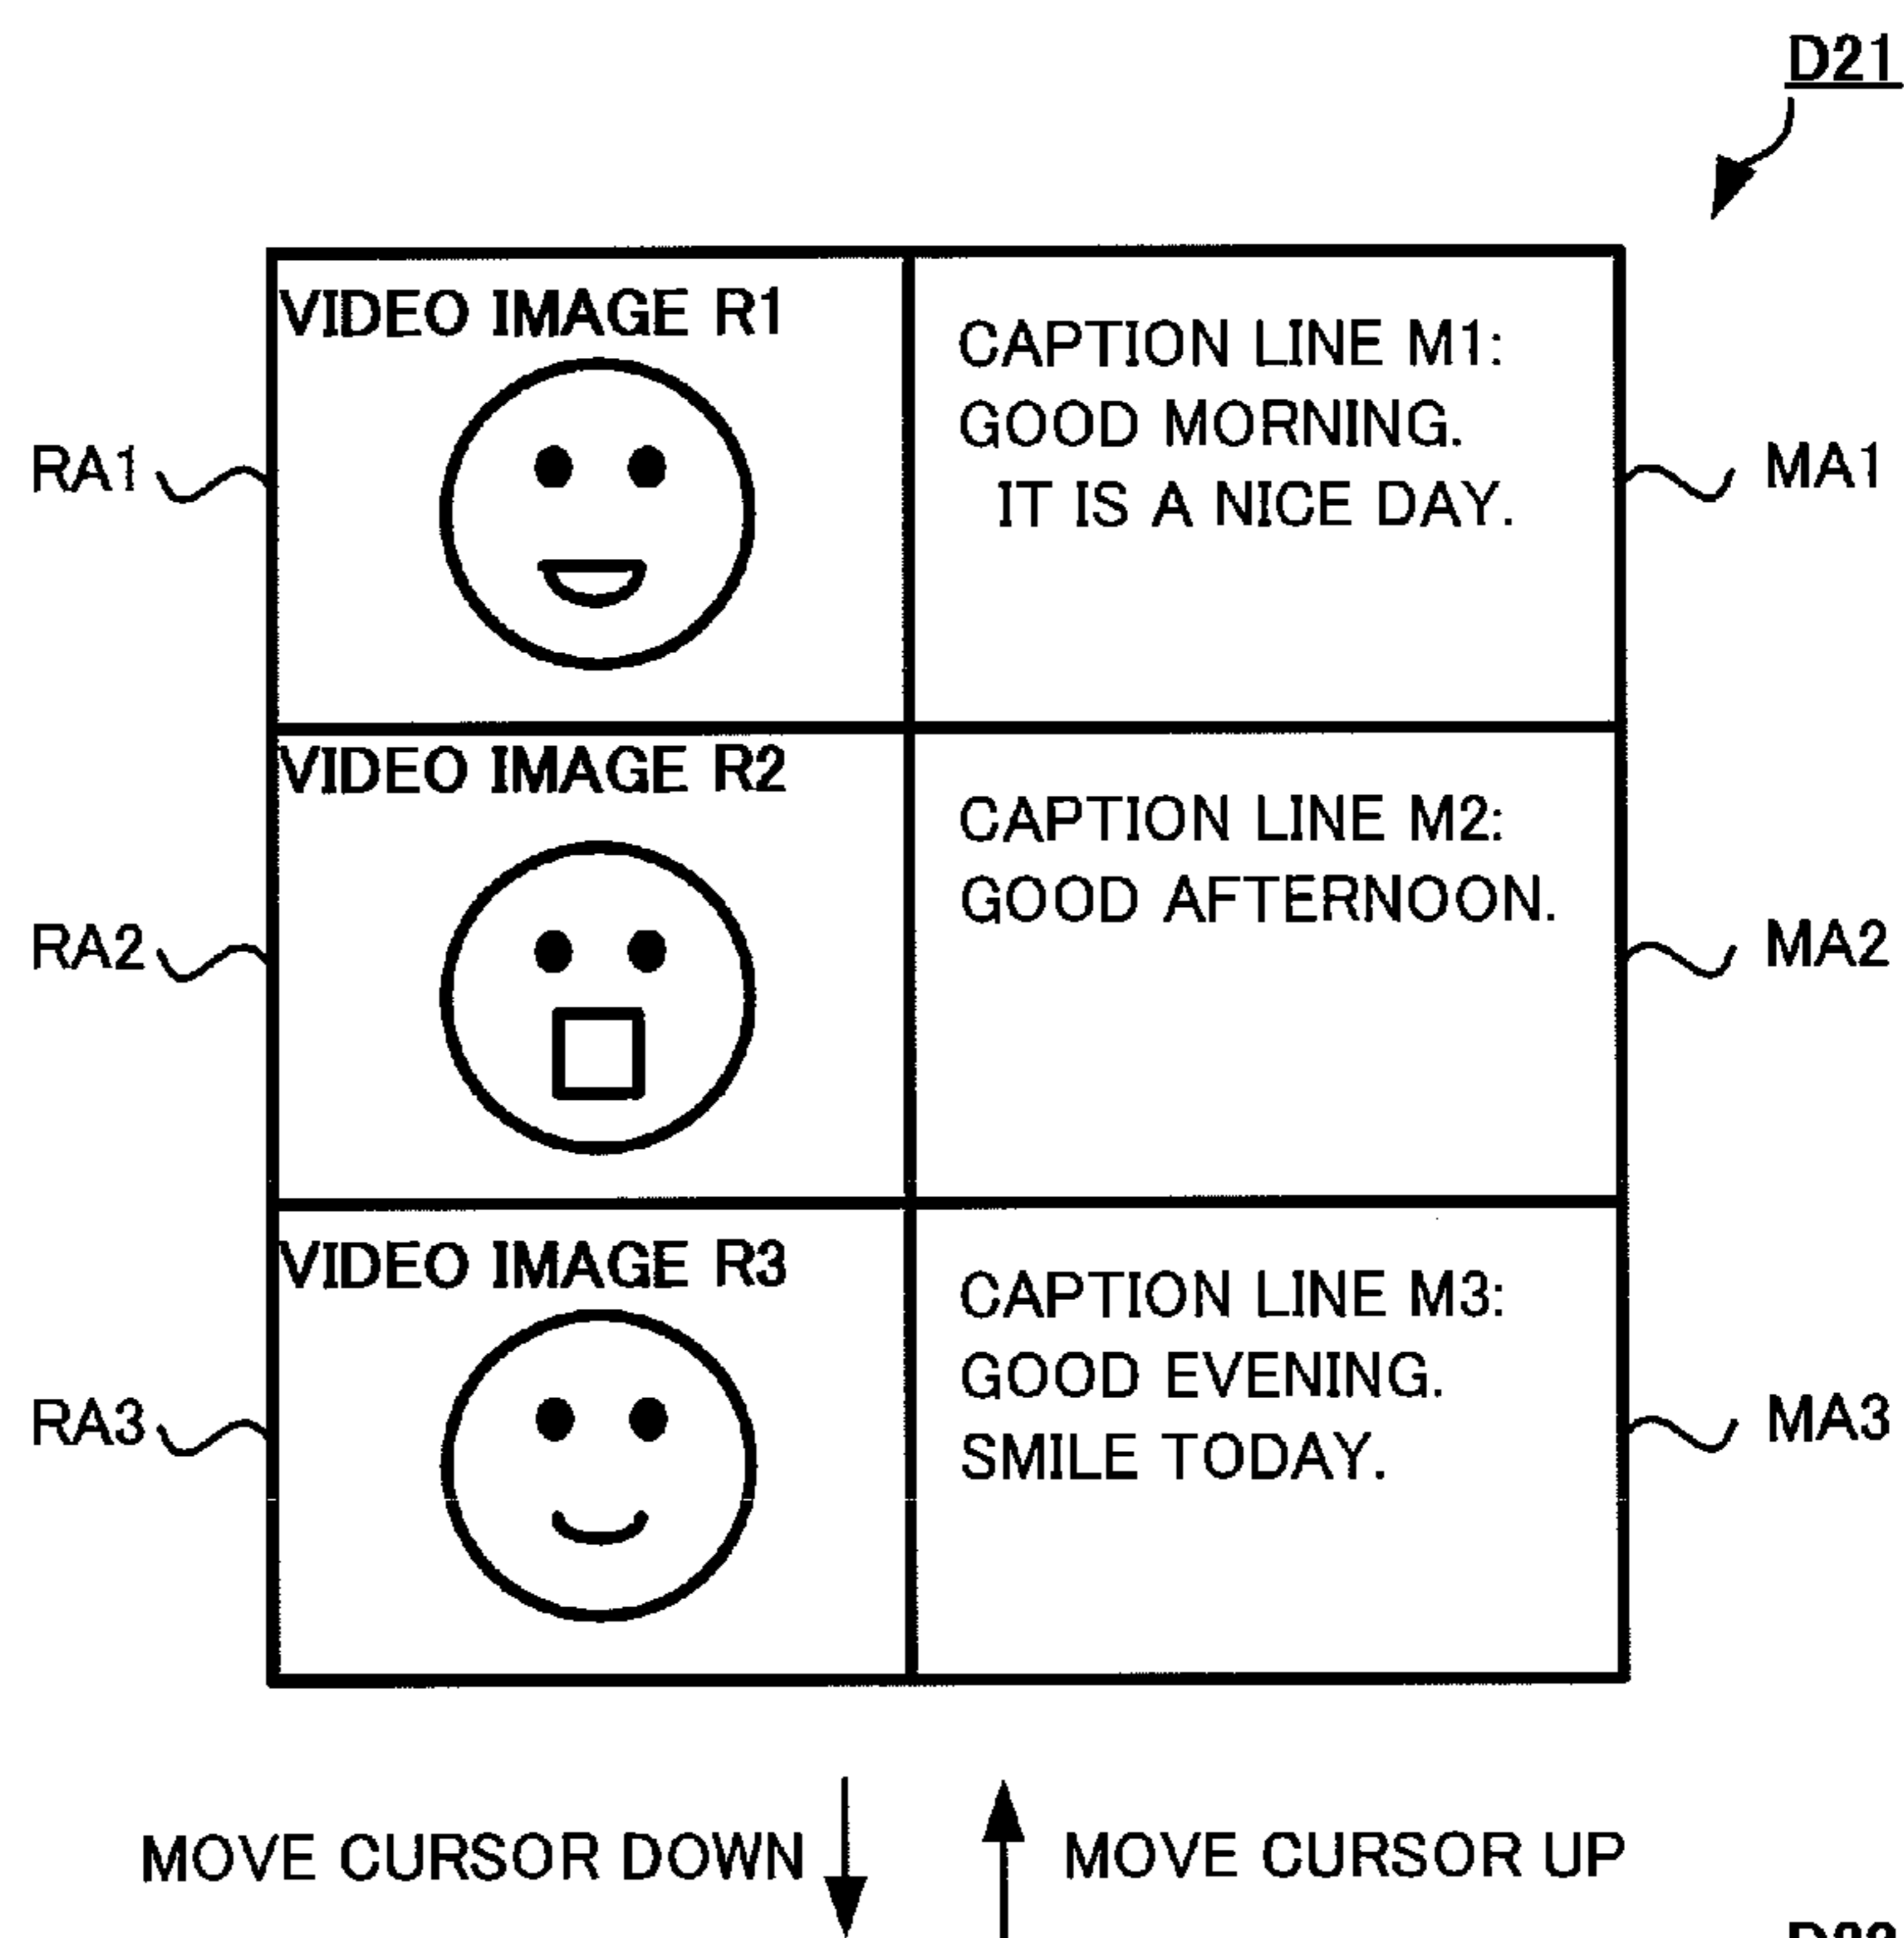 D21
VIDEO IMAGE R1
CAPTION LINE M1:
GOOD MORNING.
IT IS A NICE DAY.
RA1
MA1
VIDEO IMAGE R2
CAPTION LINE M2:
GOOD AFTERNOON.
RA2
MA2
VIDEO IMAGE R3
CAPTION LINE M3:
GOOD EVENING.
SMILE TODAY.
RA3
MA3
MOVE CURSOR DOWN
MOVE CURSOR UP